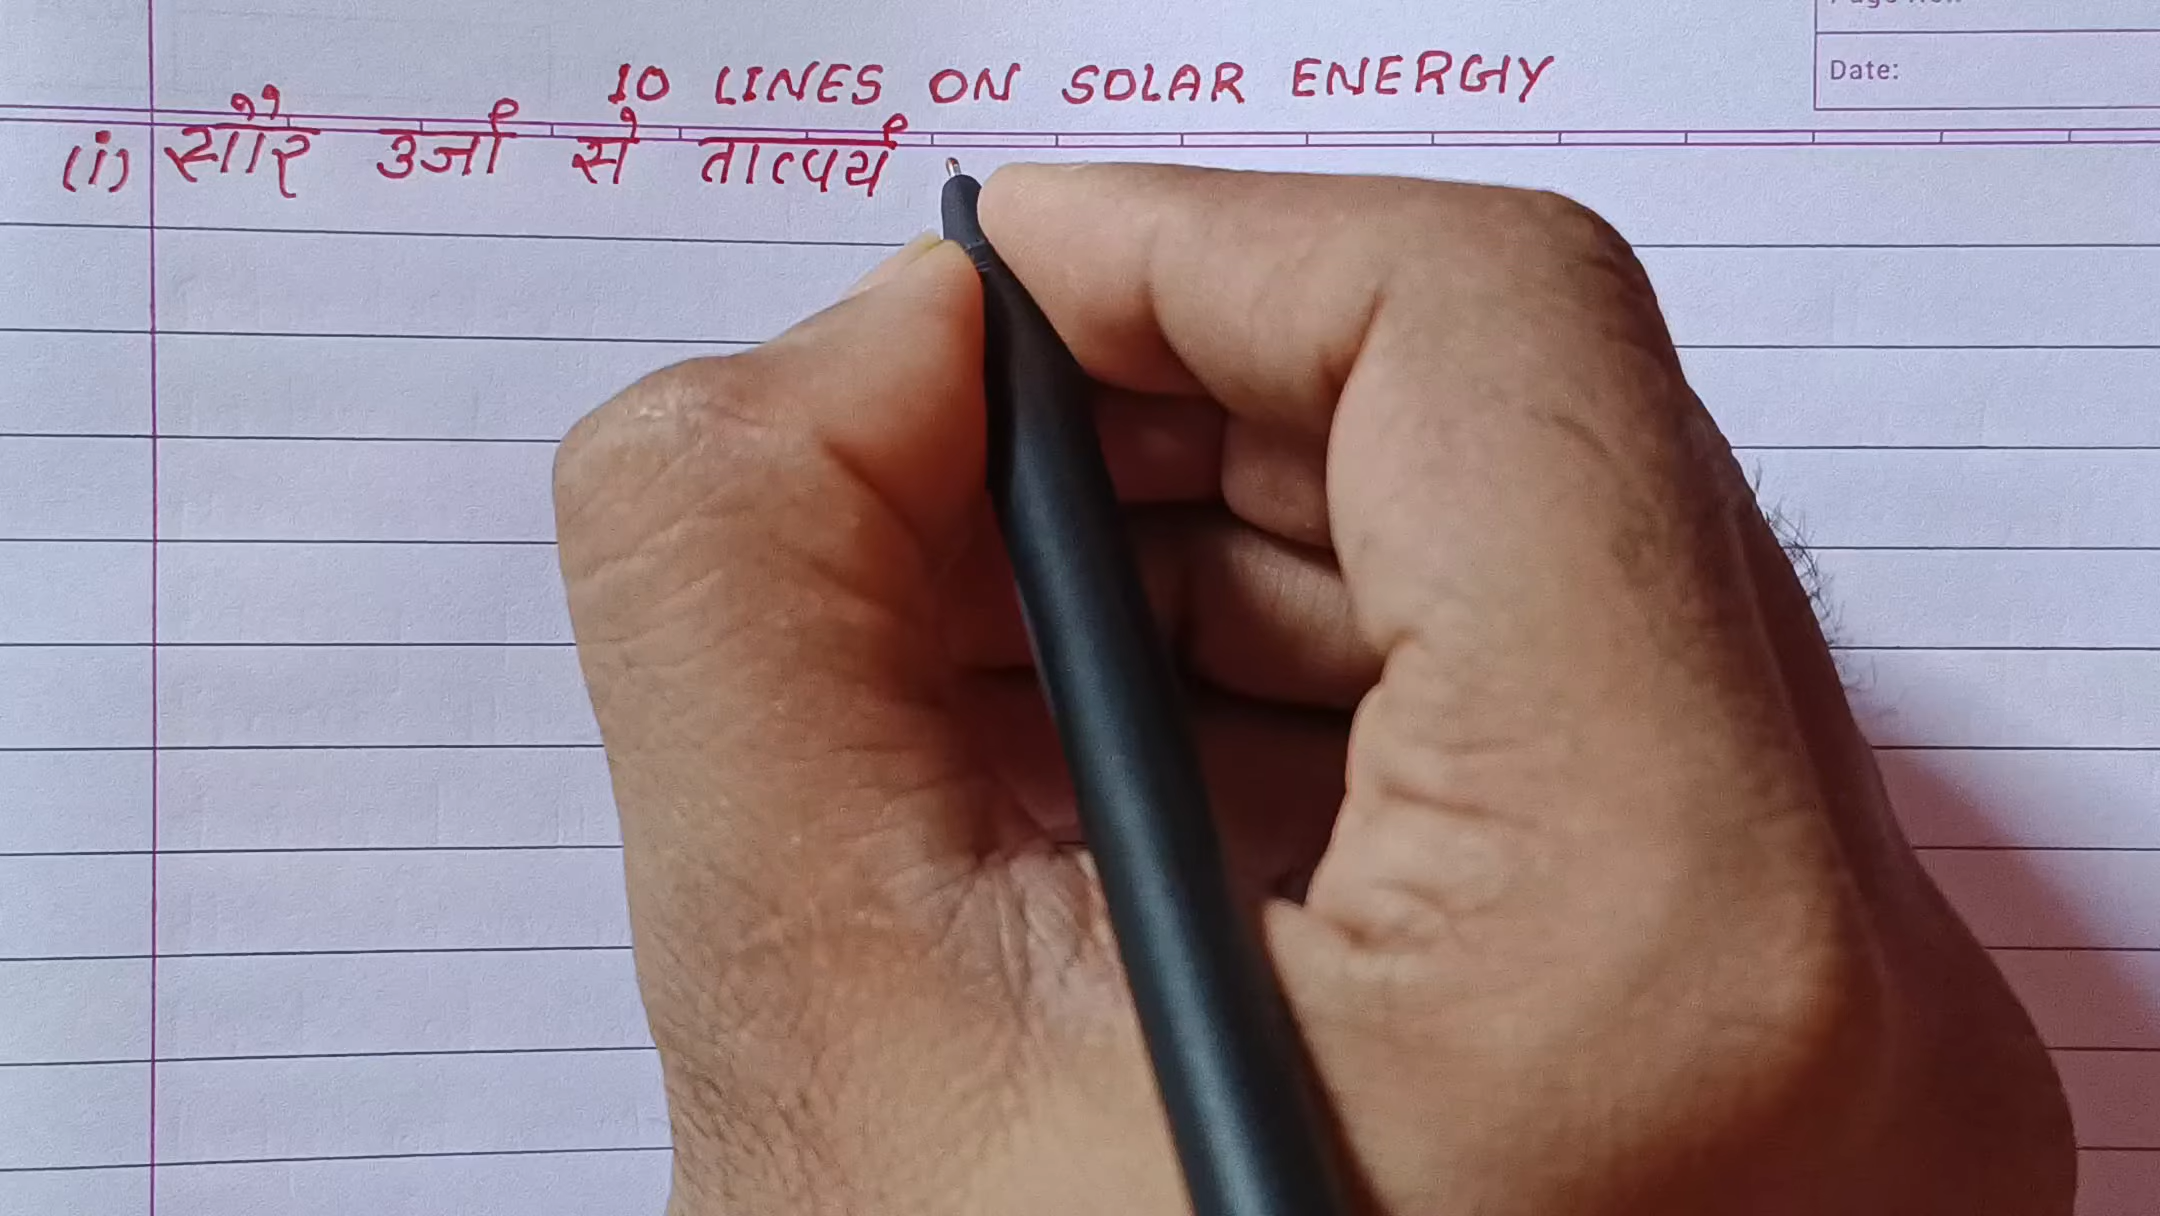 10 LINES ON SOLAR ENERGY
Date:
(i) सौर उर्जा से तात्पर्य